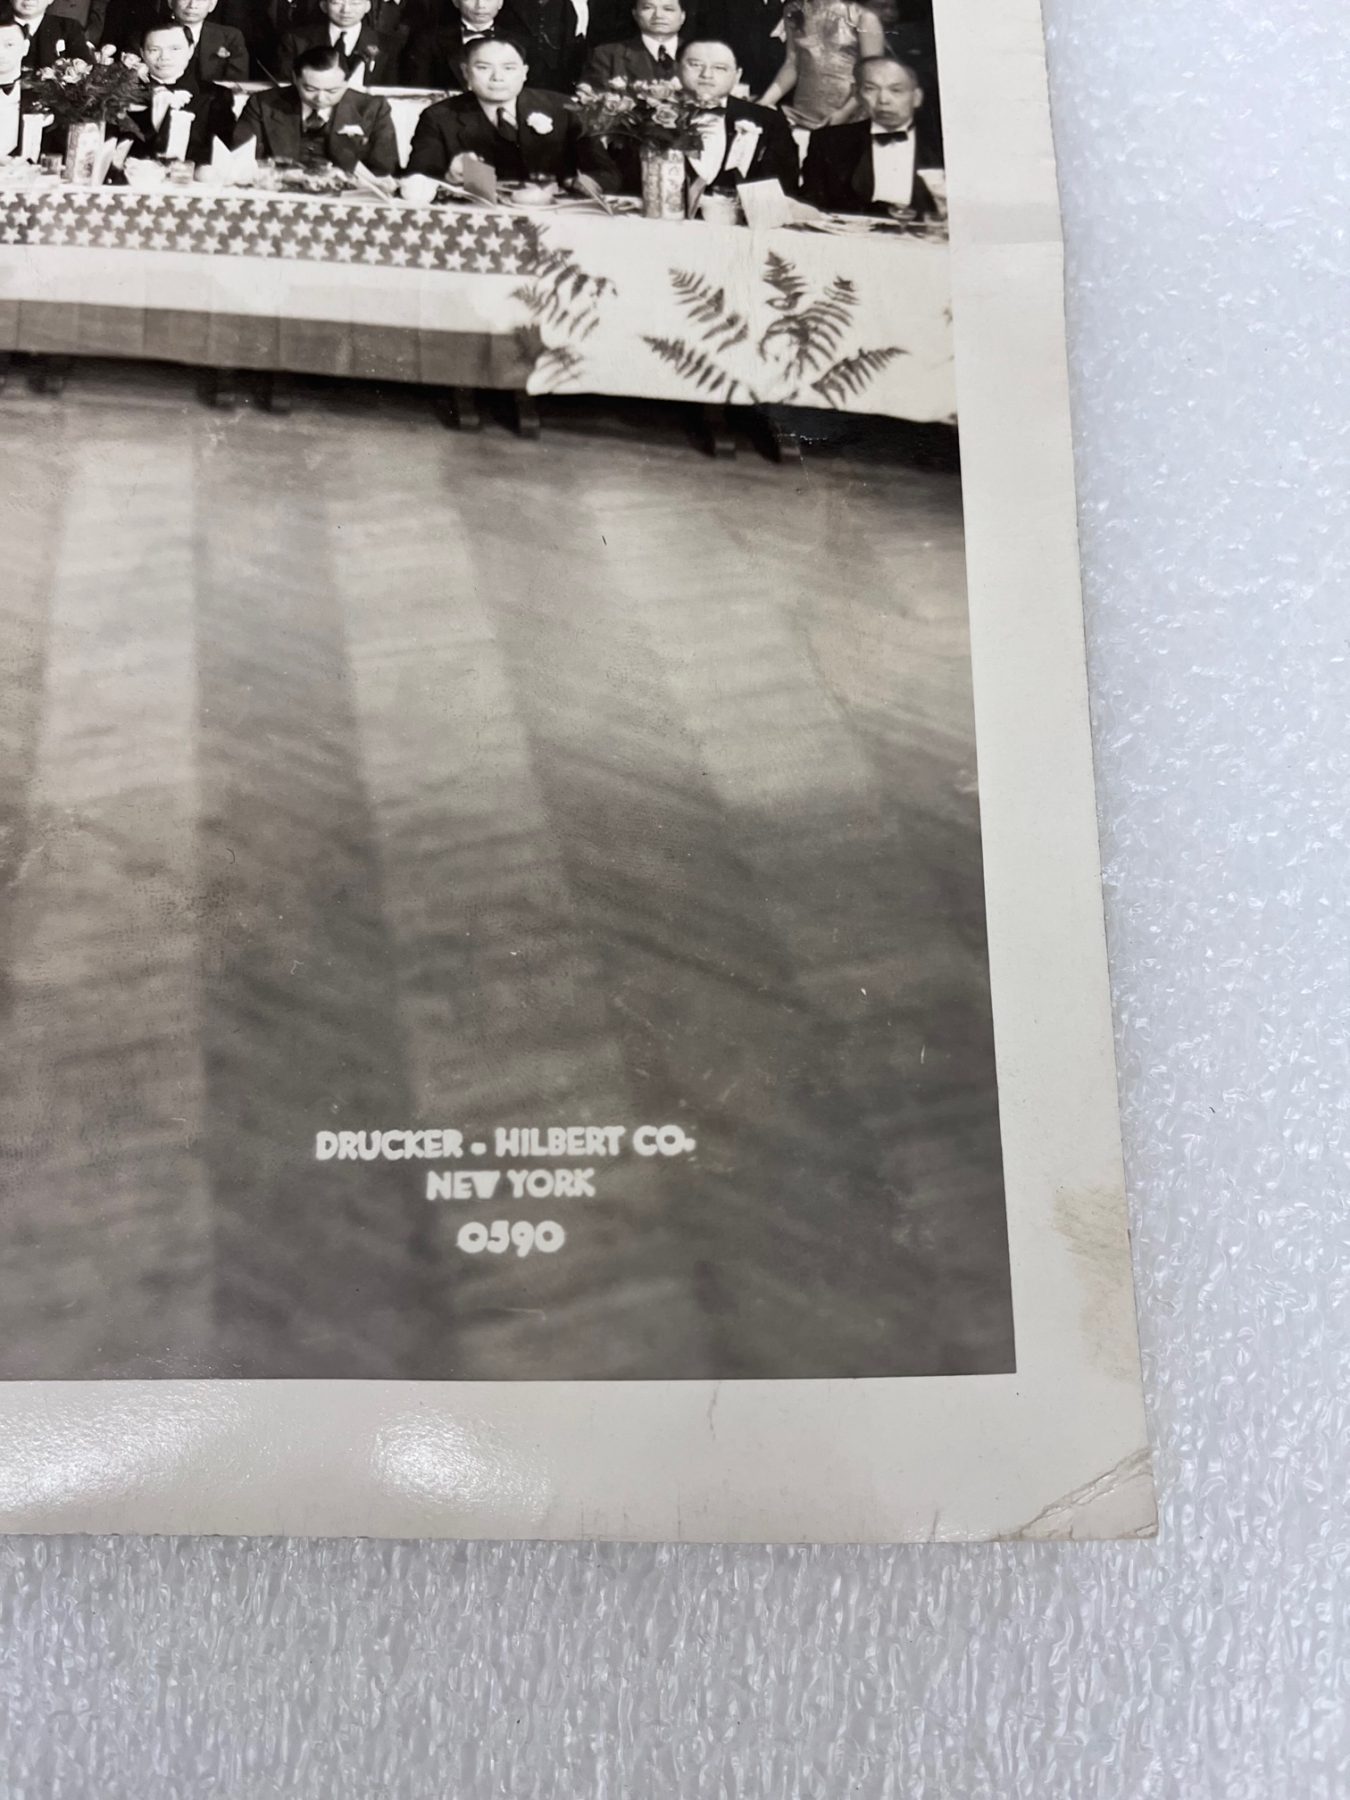 DRUCKER - HILBERT CO.
NEW YORK
0590